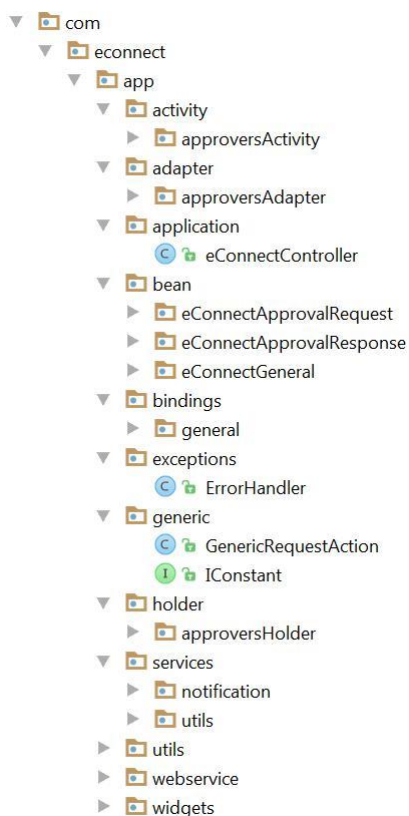 com
econnect
app
activity
approversActivity
adapter
approversAdapter
application
C eConnectController
bean
eConnectApprovalRequest
eConnectApprovalResponse
eConnectGeneral
bindings
general
exceptions
C ErrorHandler
generic
C GenericRequestAction
I IConstant
holder
approversHolder
services
notification
utils
utils
webservice
widgets